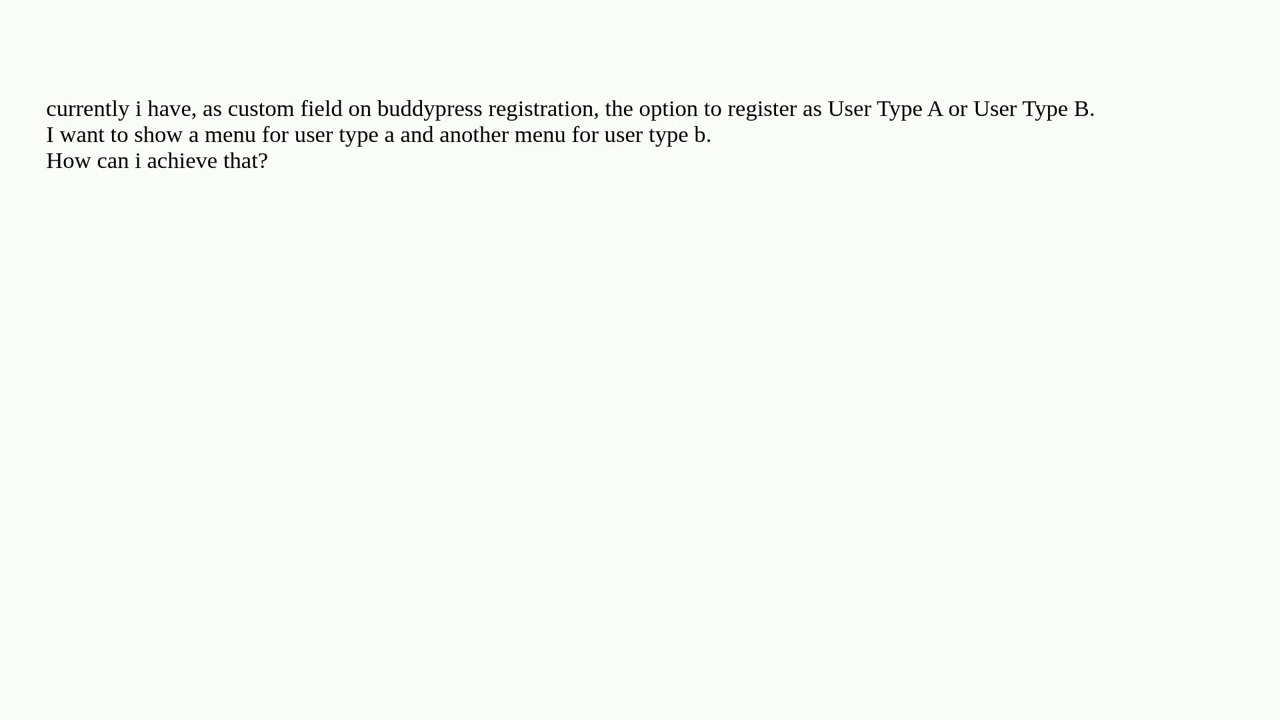 currently i have, as custom field on buddypress registration, the option to register as User Type A or User Type B.
I want to show a menu for user type a and another menu for user type b.
How can i achieve that?